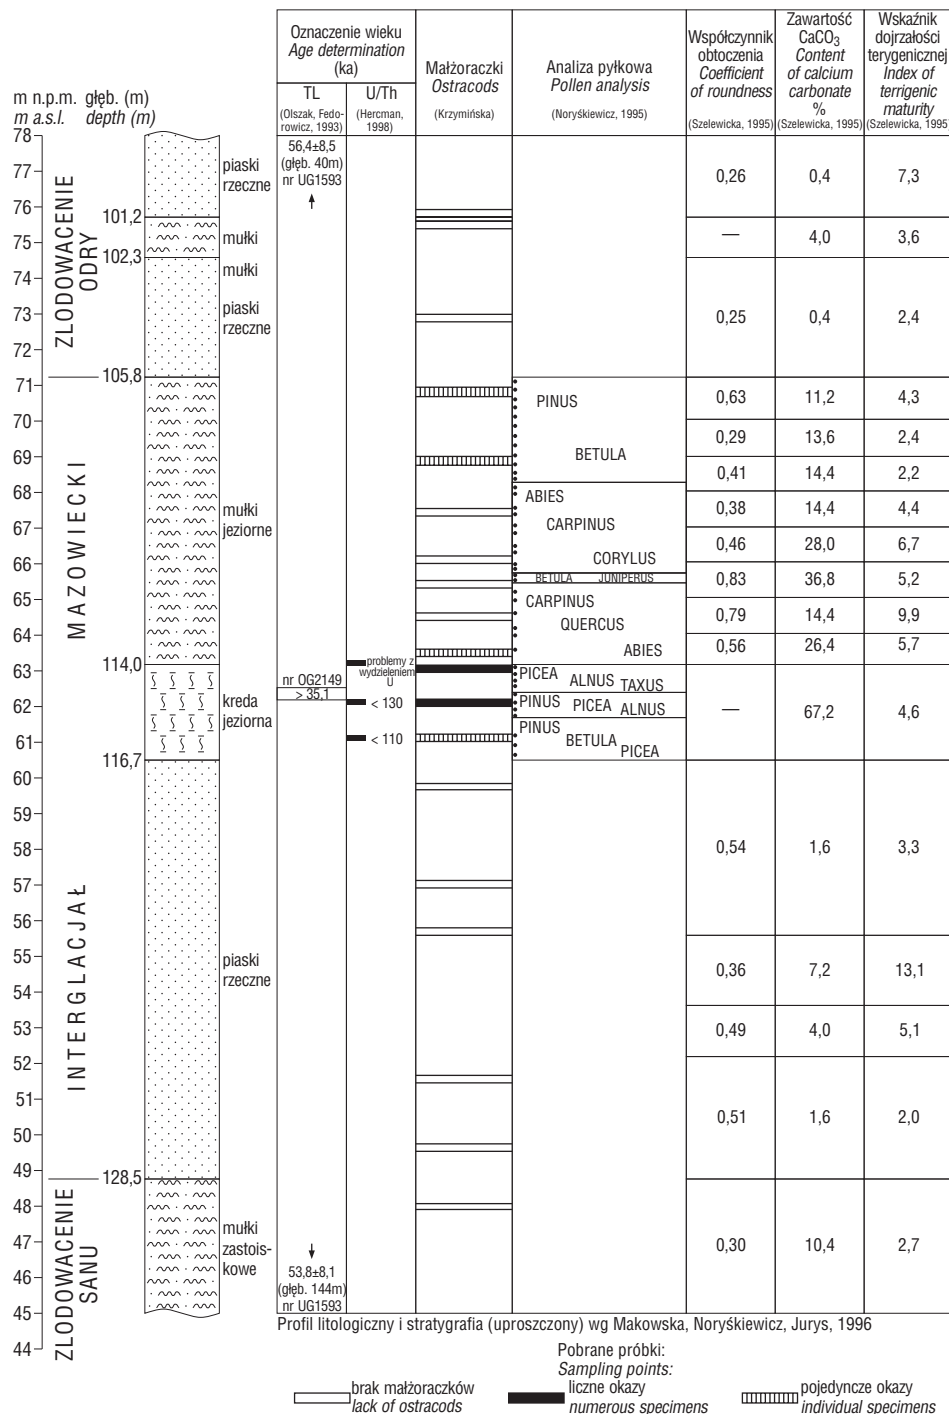 Oznaczenie wieku
Age determination
(ka)
TL
(Olszak, Fedo-
rowicz, 1993)
U/Th
(Hercman,
1998)
Małżoraczki
Ostracods
(Krzymińska)
Analiza pyłkowa
Pollen analysis
(Noryśkiewicz, 1995)
Współczynnik
obtoczenia
Coefficient
of roundness
(Szelewicka, 1995)
Zawartość
CaCO3
Content
of calcium
carbonate
%
(Szelewicka, 1995)
Wskaźnik
dojrzałości
terygenicznej
Index of
terrigenic
maturity
(Szelewicka, 1995)
m n.p.m. głęb. (m)
m a.s.l. depth (m)
78
77
76
75
74
73
72
71
70
69
68
67
66
65
64
63
62
61
60
59
58
57
56
55
54
53
52
51
50
49
48
47
46
45
44
ZLODOWACENIE
ODRY
MAZOWIECKI
INTERGLACJAŁ
ZLODOWACENIE
SANU
101,2
102,3
105,8
114,0
116,7
128,5
piaski
rzeczne
mułki
mułki
piaski
rzeczne
mułki
jeziorne
kreda
jeziorna
piaski
rzeczne
mułki
zastois-
kowe
56,4±8,5
(głęb. 40m)
nr UG1593
nr OG2149
> 35,1
53,8±8,1
(głęb. 144m)
nr UG1593
problemy z
wydzieleniem
U
< 130
< 110
PINUS
BETULA
ABIES
CARPINUS
CORYLUS
BETULA JUNIPERUS
CARPINUS
QUERCUS
ABIES
PICEA ALNUS TAXUS
PINUS PICEA ALNUS
PINUS
BETULA
PICEA
0,26 0,4 7,3
— 4,0 3,6
0,25 0,4 2,4
0,63 11,2 4,3
0,29 13,6 2,4
0,41 14,4 2,2
0,38 14,4 4,4
0,46 28,0 6,7
0,83 36,8 5,2
0,79 14,4 9,9
0,56 26,4 5,7
— 67,2 4,6
0,54 1,6 3,3
0,36 7,2 13,1
0,49 4,0 5,1
0,51 1,6 2,0
0,30 10,4 2,7
Profil litologiczny i stratygrafia (uproszczony) wg Makowska, Noryśkiewicz, Jurys, 1996
Pobrane próbki:
Sampling points:
brak małżoraczków
lack of ostracods
liczne okazy
numerous specimens
pojedyncze okazy
individual specimens